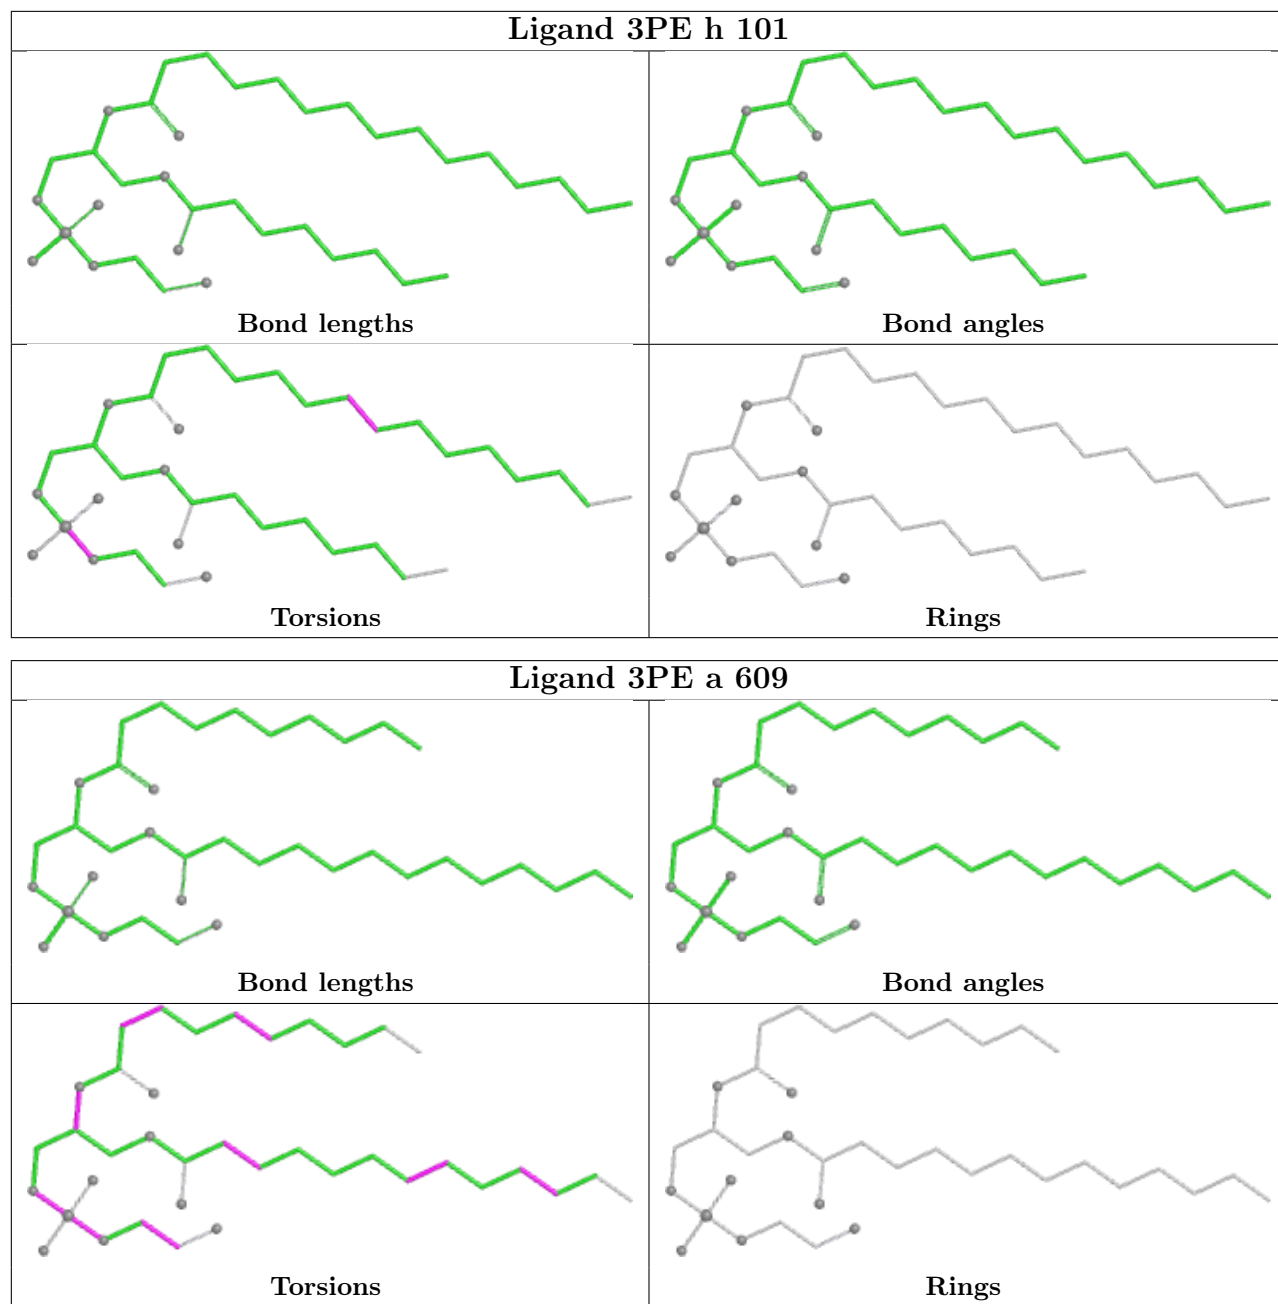 Ligand 3PE h 101
Bond lengths
Bond angles
Torsions
Rings
Ligand 3PE a 609
Bond lengths
Bond angles
Torsions
Rings